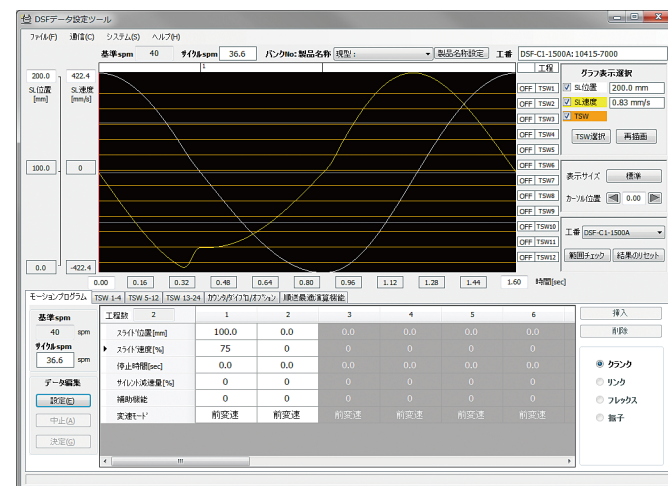 DSFデータ設定ツール
ファイル(F) 通信(C) システム(S) ヘルプ(H)
基準spm 40 サイクルspm 36.6 バンクNo: 製品名称 現型: 製品名称設定 工番 DSF-C1-1500A: 10415-7000
1 工程
200.0 422.4
SL位置 SL速度
[mm] [mm/s]
100.0 0
0.0 -422.4
OFF TSW1
OFF TSW2
OFF TSW3
OFF TSW4
OFF TSW5
OFF TSW6
OFF TSW7
OFF TSW8
OFF TSW9
OFF TSW10
OFF TSW11
OFF TSW12
グラフ表示選択
SL位置 200.0 mm
SL速度 0.83 mm/s
TSW
TSW選択 再描画
表示サイズ 標準
カーソル位置 0.00
工番 DSF-C1-1500A
範囲チェック 結果のリセット
0.00 0.16 0.32 0.48 0.64 0.80 0.96 1.12 1.28 1.44 1.60 時間[sec]
モーションプログラム TSW 1-4 TSW 5-12 TSW 13-24 カウンタ/ダイフロ/オプション 順送最適演算機能
基準spm
40 spm
サイクルspm
36.6 spm
データ編集
設定(E)
中止(A)
決定(G)
工程数 2 1 2 3 4 5 6
スライド位置[mm] 100.0 0.0 0.0 0.0 0.0 0.0
スライド速度[%] 75 0 0 0 0 0
停止時間[sec] 0.0 0.0 0.0 0.0 0.0 0.0
サイレント減速量[%] 0 0 0 0 0 0
補助機能 0 0 0 0 0 0
変速モード 前変速 前変速 前変速 前変速 前変速 前変速
挿入
削除
クランク
リンク
フレックス
振子